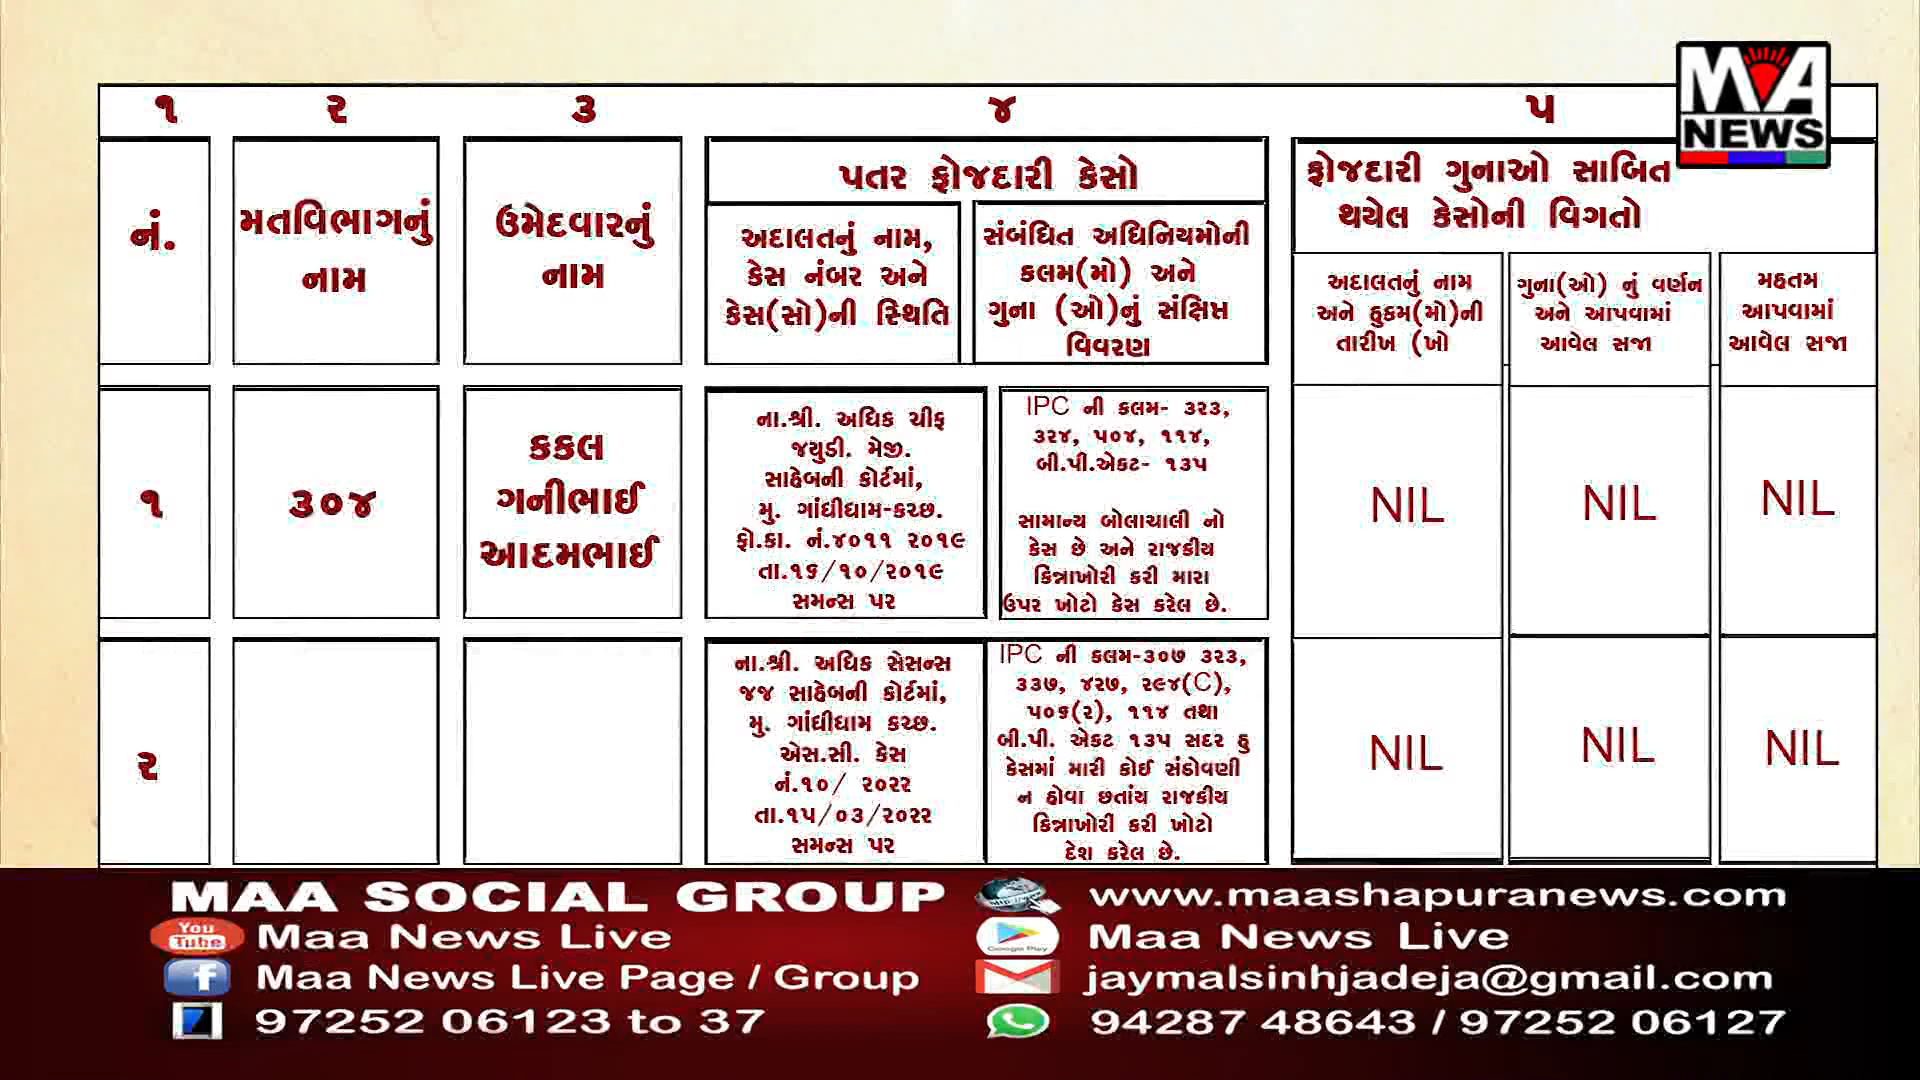 ૧ ૨ ૩ ૪ ૫
MAA
NEWS
નં.
મતવિભાગનું
નામ
ઉમેદવારનું
નામ
પતર ફોજદારી કેસો
અદાલતનું નામ,
કેસ નંબર અને
કેસ(સો)ની સ્થિતિ
સંબંધિત અધિનિયમોની
કલમ(મો) અને
ગુના (ઓ)નું સંક્ષિપ્ત
વિવરણ
ફોજદારી ગુનાઓ સાબિત
થયેલ કેસોની વિગતો
અદાલતનું નામ
અને હુકમ(મો)ની
તારીખ (ખો
ગુના(ઓ) નું વર્ણન
અને આપવામાં
આવેલ સજા
મહતમ
આપવામાં
આવેલ સજા
૧
૩૦૪
કકલ
ગનીભાઈ
આદમભાઈ
ના.શ્રી. અધિક ચીફ
જયુડી. મેજી.
સાહેબની કોર્ટમાં,
મુ. ગાંધીધામ-કચ્છ.
ફો.કા. નં.૪૦૧૧ ૨૦૧૯
તા.૧૬/૧૦/૨૦૧૯
સમન્સ પર
IPC ની કલમ- ૩૨૩,
૩૨૪, ૫૦૪, ૧૧૪,
બી.પી.એકટ- ૧૩૫
સામાન્ય બોલાચાલી નો
કેસ છે અને રાજકીય
કિન્નાખોરી કરી મારા
ઉપર ખોટો કેસ કરેલ છે.
NIL
NIL
NIL
૨
ના.શ્રી. અધિક સેસન્સ
જજ સાહેબની કોર્ટમાં,
મુ. ગાંધીધામ કચ્છ.
એસ.સી. કેસ
નં.૧૦/ ૨૦૨૨
તા.૧૫/૦૩/૨૦૨૨
સમન્સ પર
IPC ની કલમ-૩૦૭ ૩૨૩,
૩૩૭, ૪૨૭, ૨૯૪(C),
૫૦૬(૨), ૧૧૪ તથા
બી.પી. એકટ ૧૩૫ સદર હુ
કેસમાં મારી કોઈ સંડોવણી
ન હોવા છતાંય રાજકીય
કિન્નાખોરી કરી ખોટો
દેશ કરેલ છે.
NIL
NIL
NIL
MAA SOCIAL GROUP
www.maashapuranews.com
You
Tube
Maa News Live
Google Play
Maa News Live
Maa News Live Page / Group
jaymalsinhjadeja@gmail.com
97252 06123 to 37
94287 48643 / 97252 06127